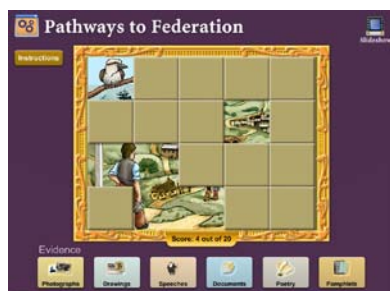 Pathways to Federation
Slideshow
Instructions
Score: 4 out of 20
Evidence
Photographs
Drawings
Speeches
Documents
Poetry
Pamphlets